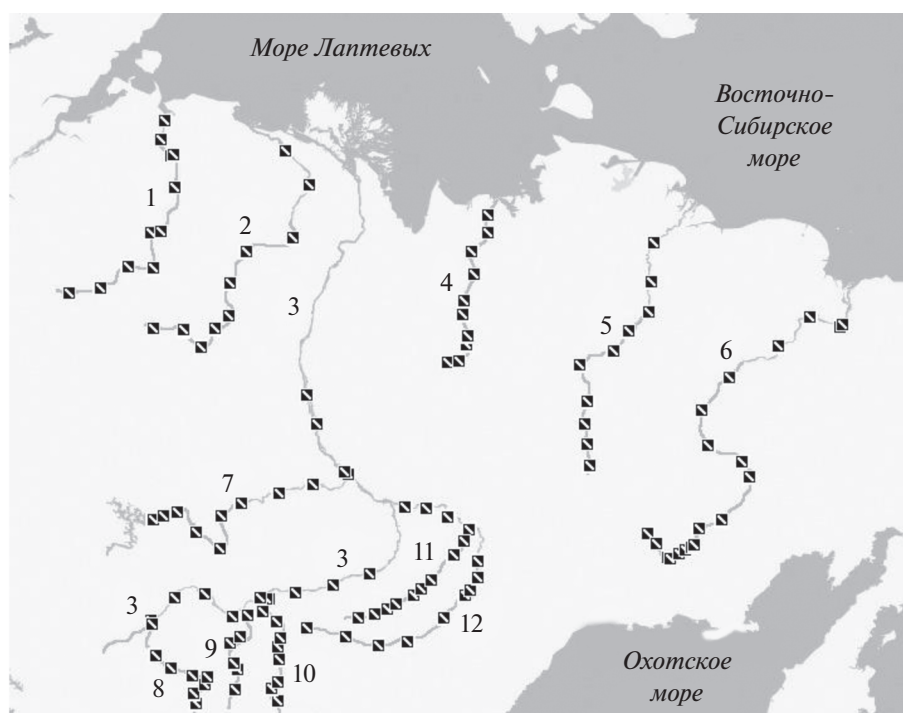 Море Лаптевых
Восточно-
Сибирское
море
1
2
3
4
5
6
7
3
11
3
9
12
8
10
Охотское
море